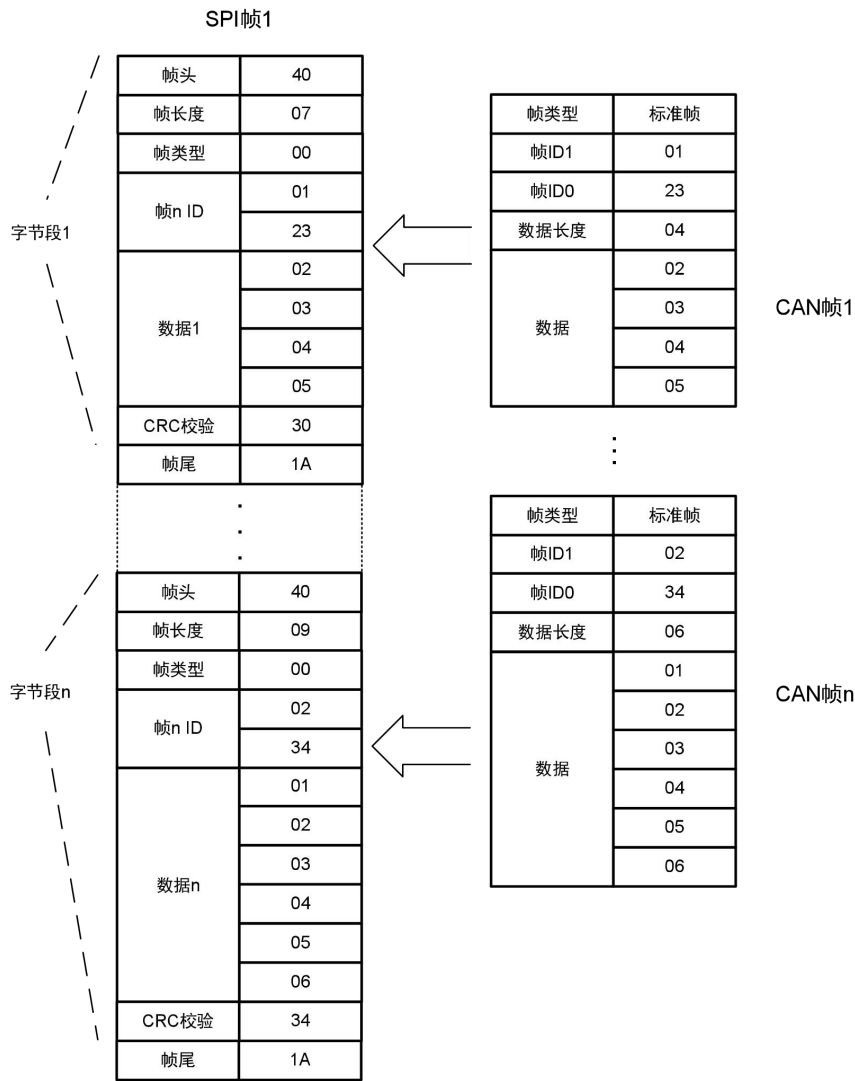 SPI帧1
帧头 40
帧长度 07
帧类型 00
帧n ID 01
23
数据1 02
03
04
05
CRC校验 30
帧尾 1A
字节段1
帧类型 标准帧
帧ID1 01
帧ID0 23
数据长度 04
数据 02
03
04
05
CAN帧1
帧头 40
帧长度 09
帧类型 00
帧n ID 02
34
数据n 01
02
03
04
05
06
CRC校验 34
帧尾 1A
字节段n
帧类型 标准帧
帧ID1 02
帧ID0 34
数据长度 06
数据 01
02
03
04
05
06
CAN帧n